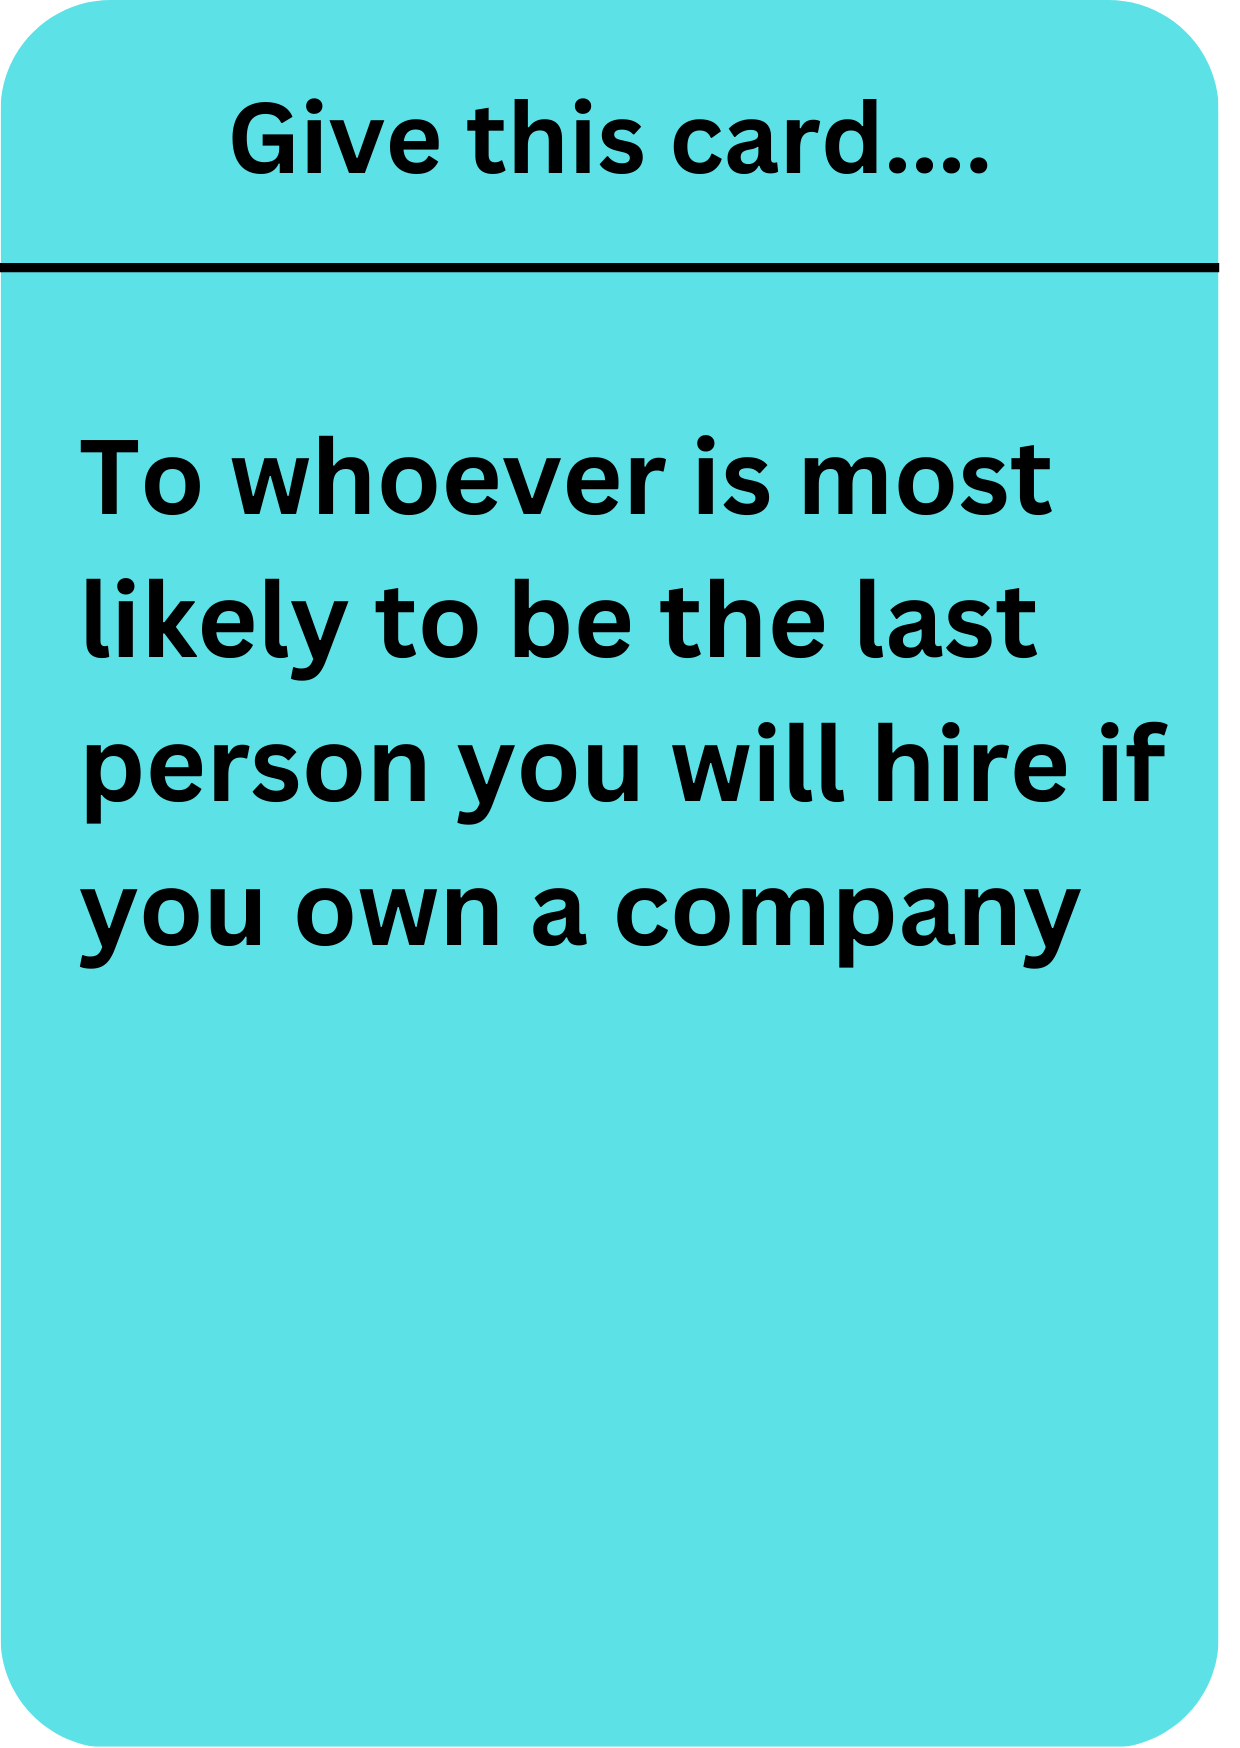 Give this card....
To whoever is most
likely to be the last
person you will hire if
you own a company